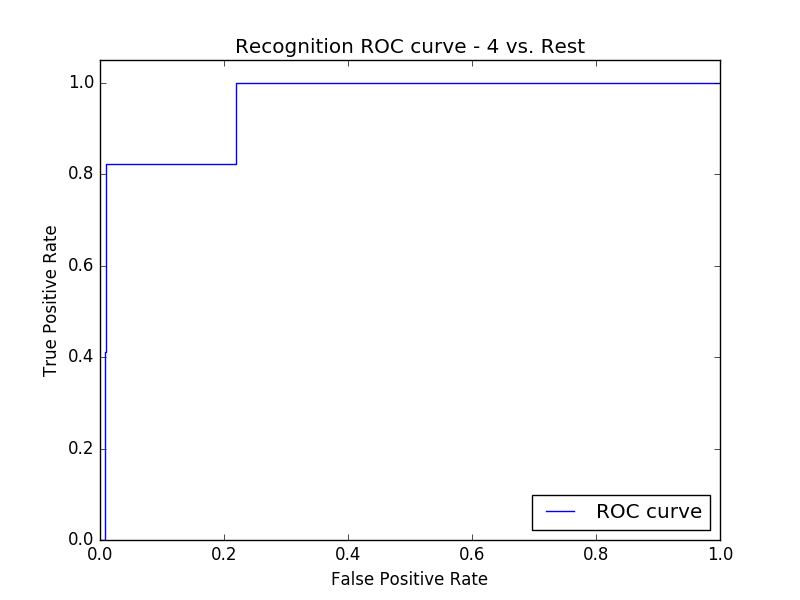 Recognition ROC curve - 4 vs. Rest
1.0
0.8
0.6
0.4
0.2
0.0
True Positive Rate
0.0 0.2 0.4 0.6 0.8 1.0
False Positive Rate
ROC curve